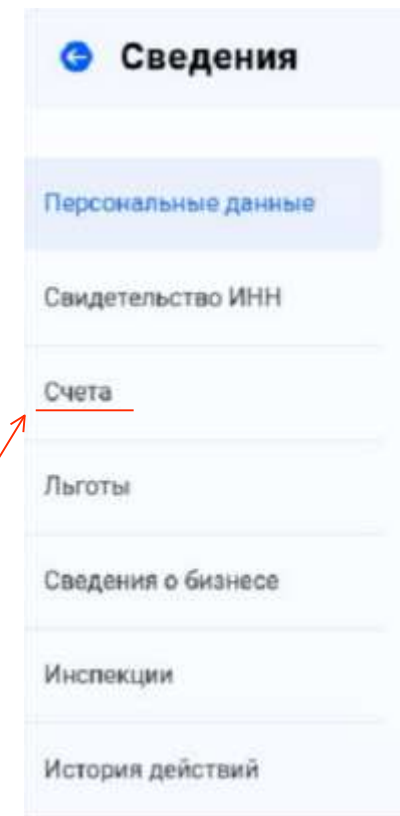 Сведения
Персональные данные
Свидетельство ИНН
Счета
Льготы
Сведения о бизнесе
Инспекции
История действий